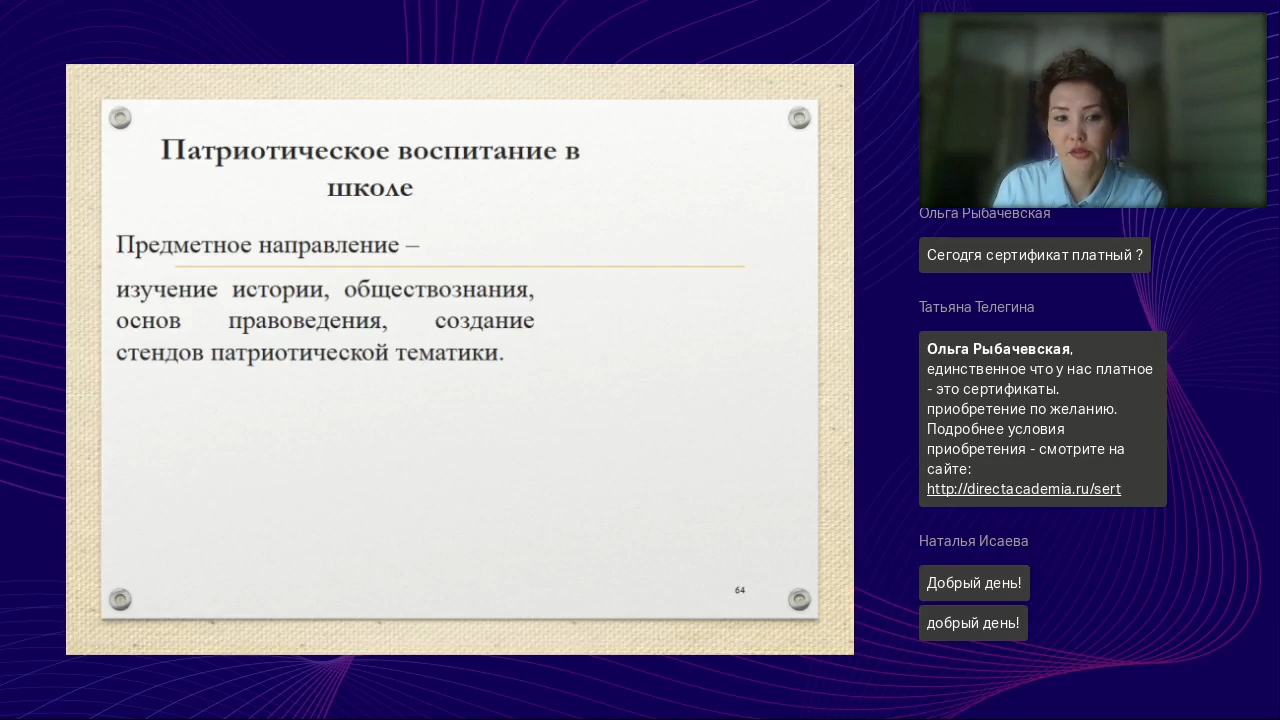 Патриотическое воспитание в
школе
Предметное направление –
изучение истории, обществознания,
основ правоведения, создание
стендов патриотической тематики.
64
Ольга Рыбачевская
Сегодгя сертификат платный ?
Татьяна Телегина
Ольга Рыбачевская,
единственное что у нас платное
- это сертификаты.
приобретение по желанию.
Подробнее условия
приобретения - смотрите на
сайте:
http://directacademia.ru/sert
Наталья Исаева
Добрый день!
добрый день!